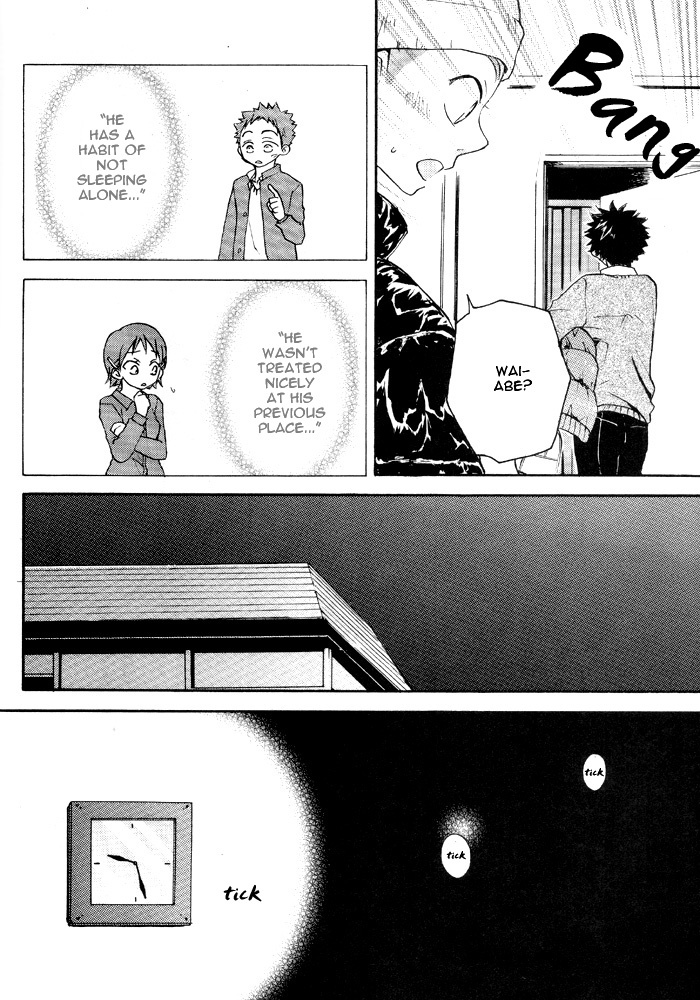 Bang
WAI-
ABE?
"HE
HAS A
HABIT OF
NOT
SLEEPING
ALONE..."
"HE
WASN'T
TREATED
NICELY
AT HIS
PREVIOUS
PLACE..."
tick
tick
tick